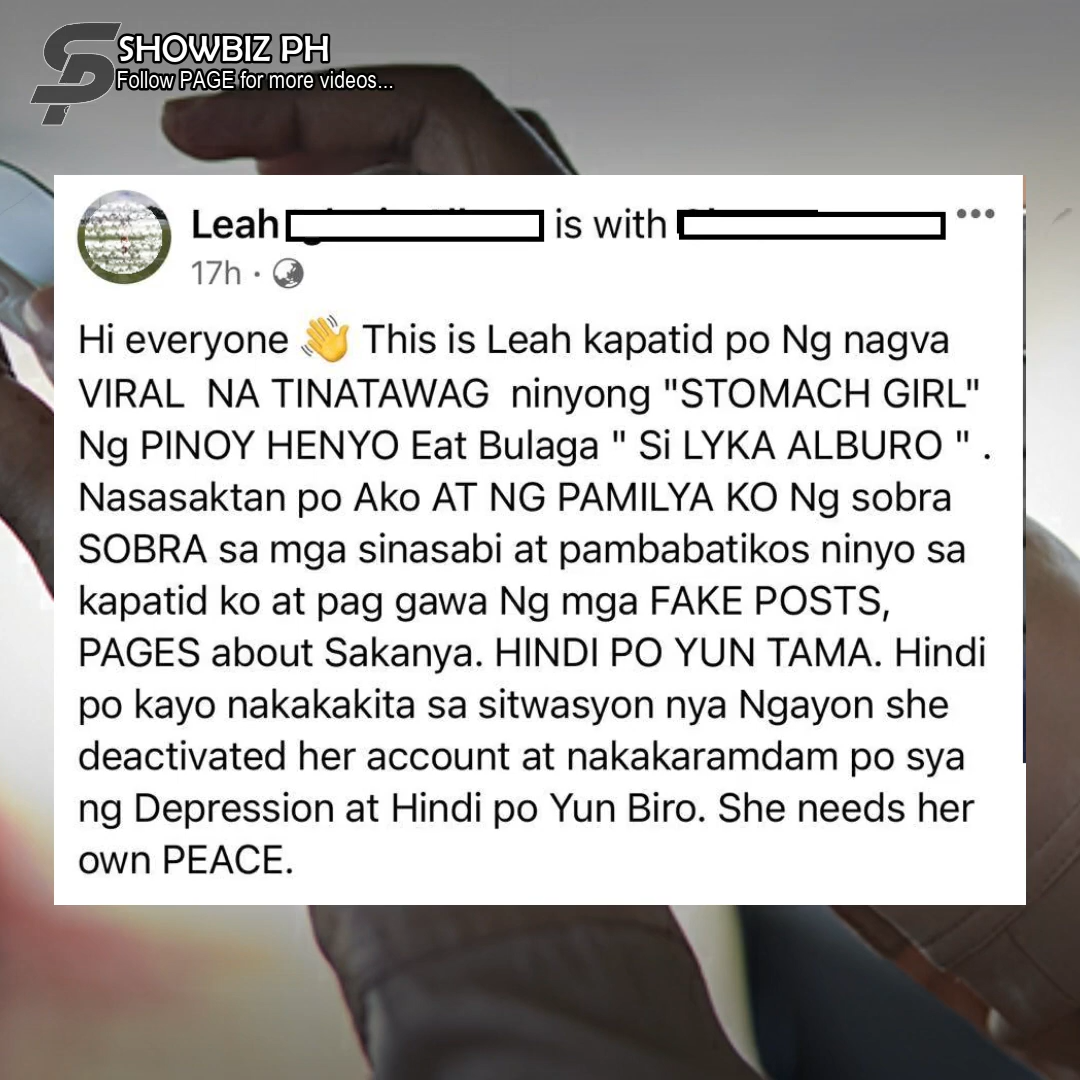 SHOWBIZ PH
Follow PAGE for more videos...
Leah is with
17h ·
Hi everyone 👋 This is Leah kapatid po Ng nagva
VIRAL NA TINATAWAG ninyong "STOMACH GIRL"
Ng PINOY HENYO Eat Bulaga " Si LYKA ALBURO " .
Nasasaktan po Ako AT NG PAMILYA KO Ng sobra
SOBRA sa mga sinasabi at pambabatikos ninyo sa
kapatid ko at pag gawa Ng mga FAKE POSTS,
PAGES about Sakanya. HINDI PO YUN TAMA. Hindi
po kayo nakakakita sa sitwasyon nya Ngayon she
deactivated her account at nakakaramdam po sya
ng Depression at Hindi po Yun Biro. She needs her
own PEACE.